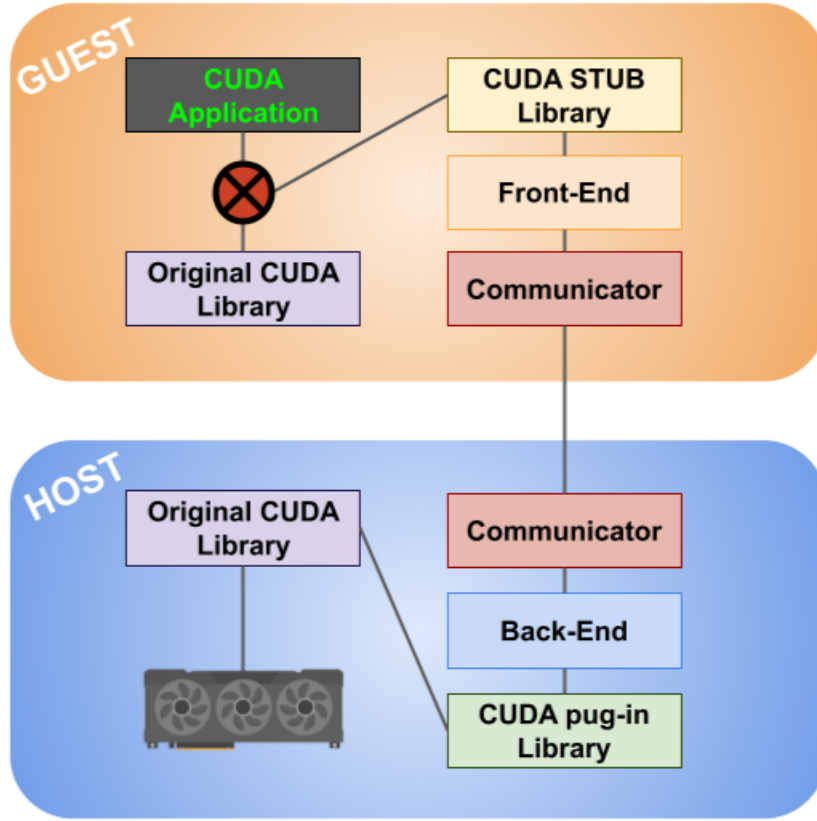 GUEST
CUDA
Application
CUDA STUB
Library
Front-End
Original CUDA
Library
Communicator
HOST
Original CUDA
Library
Communicator
Back-End
CUDA pug-in
Library